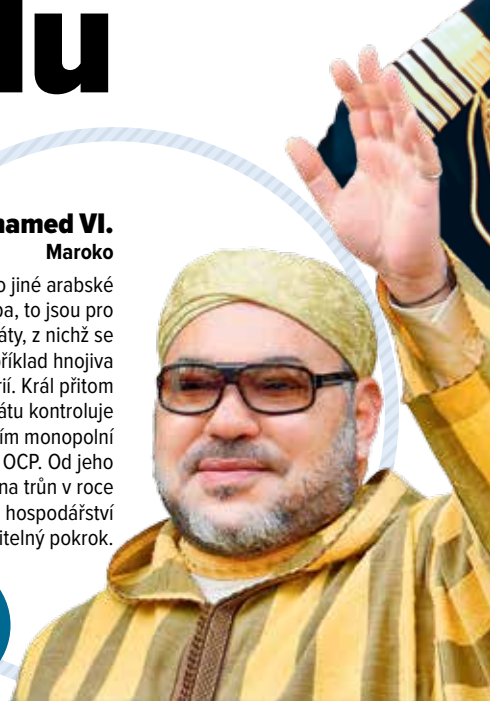 lu
hamed VI.
Maroko
o jiné arabské
pa, to jsou pro
áty, z nichž se
příklad hnojiva
rií. Král přitom
átu kontroluje
ím monopolní
OCP. Od jeho
na trůn v roce
hospodářství
itelný pokrok.